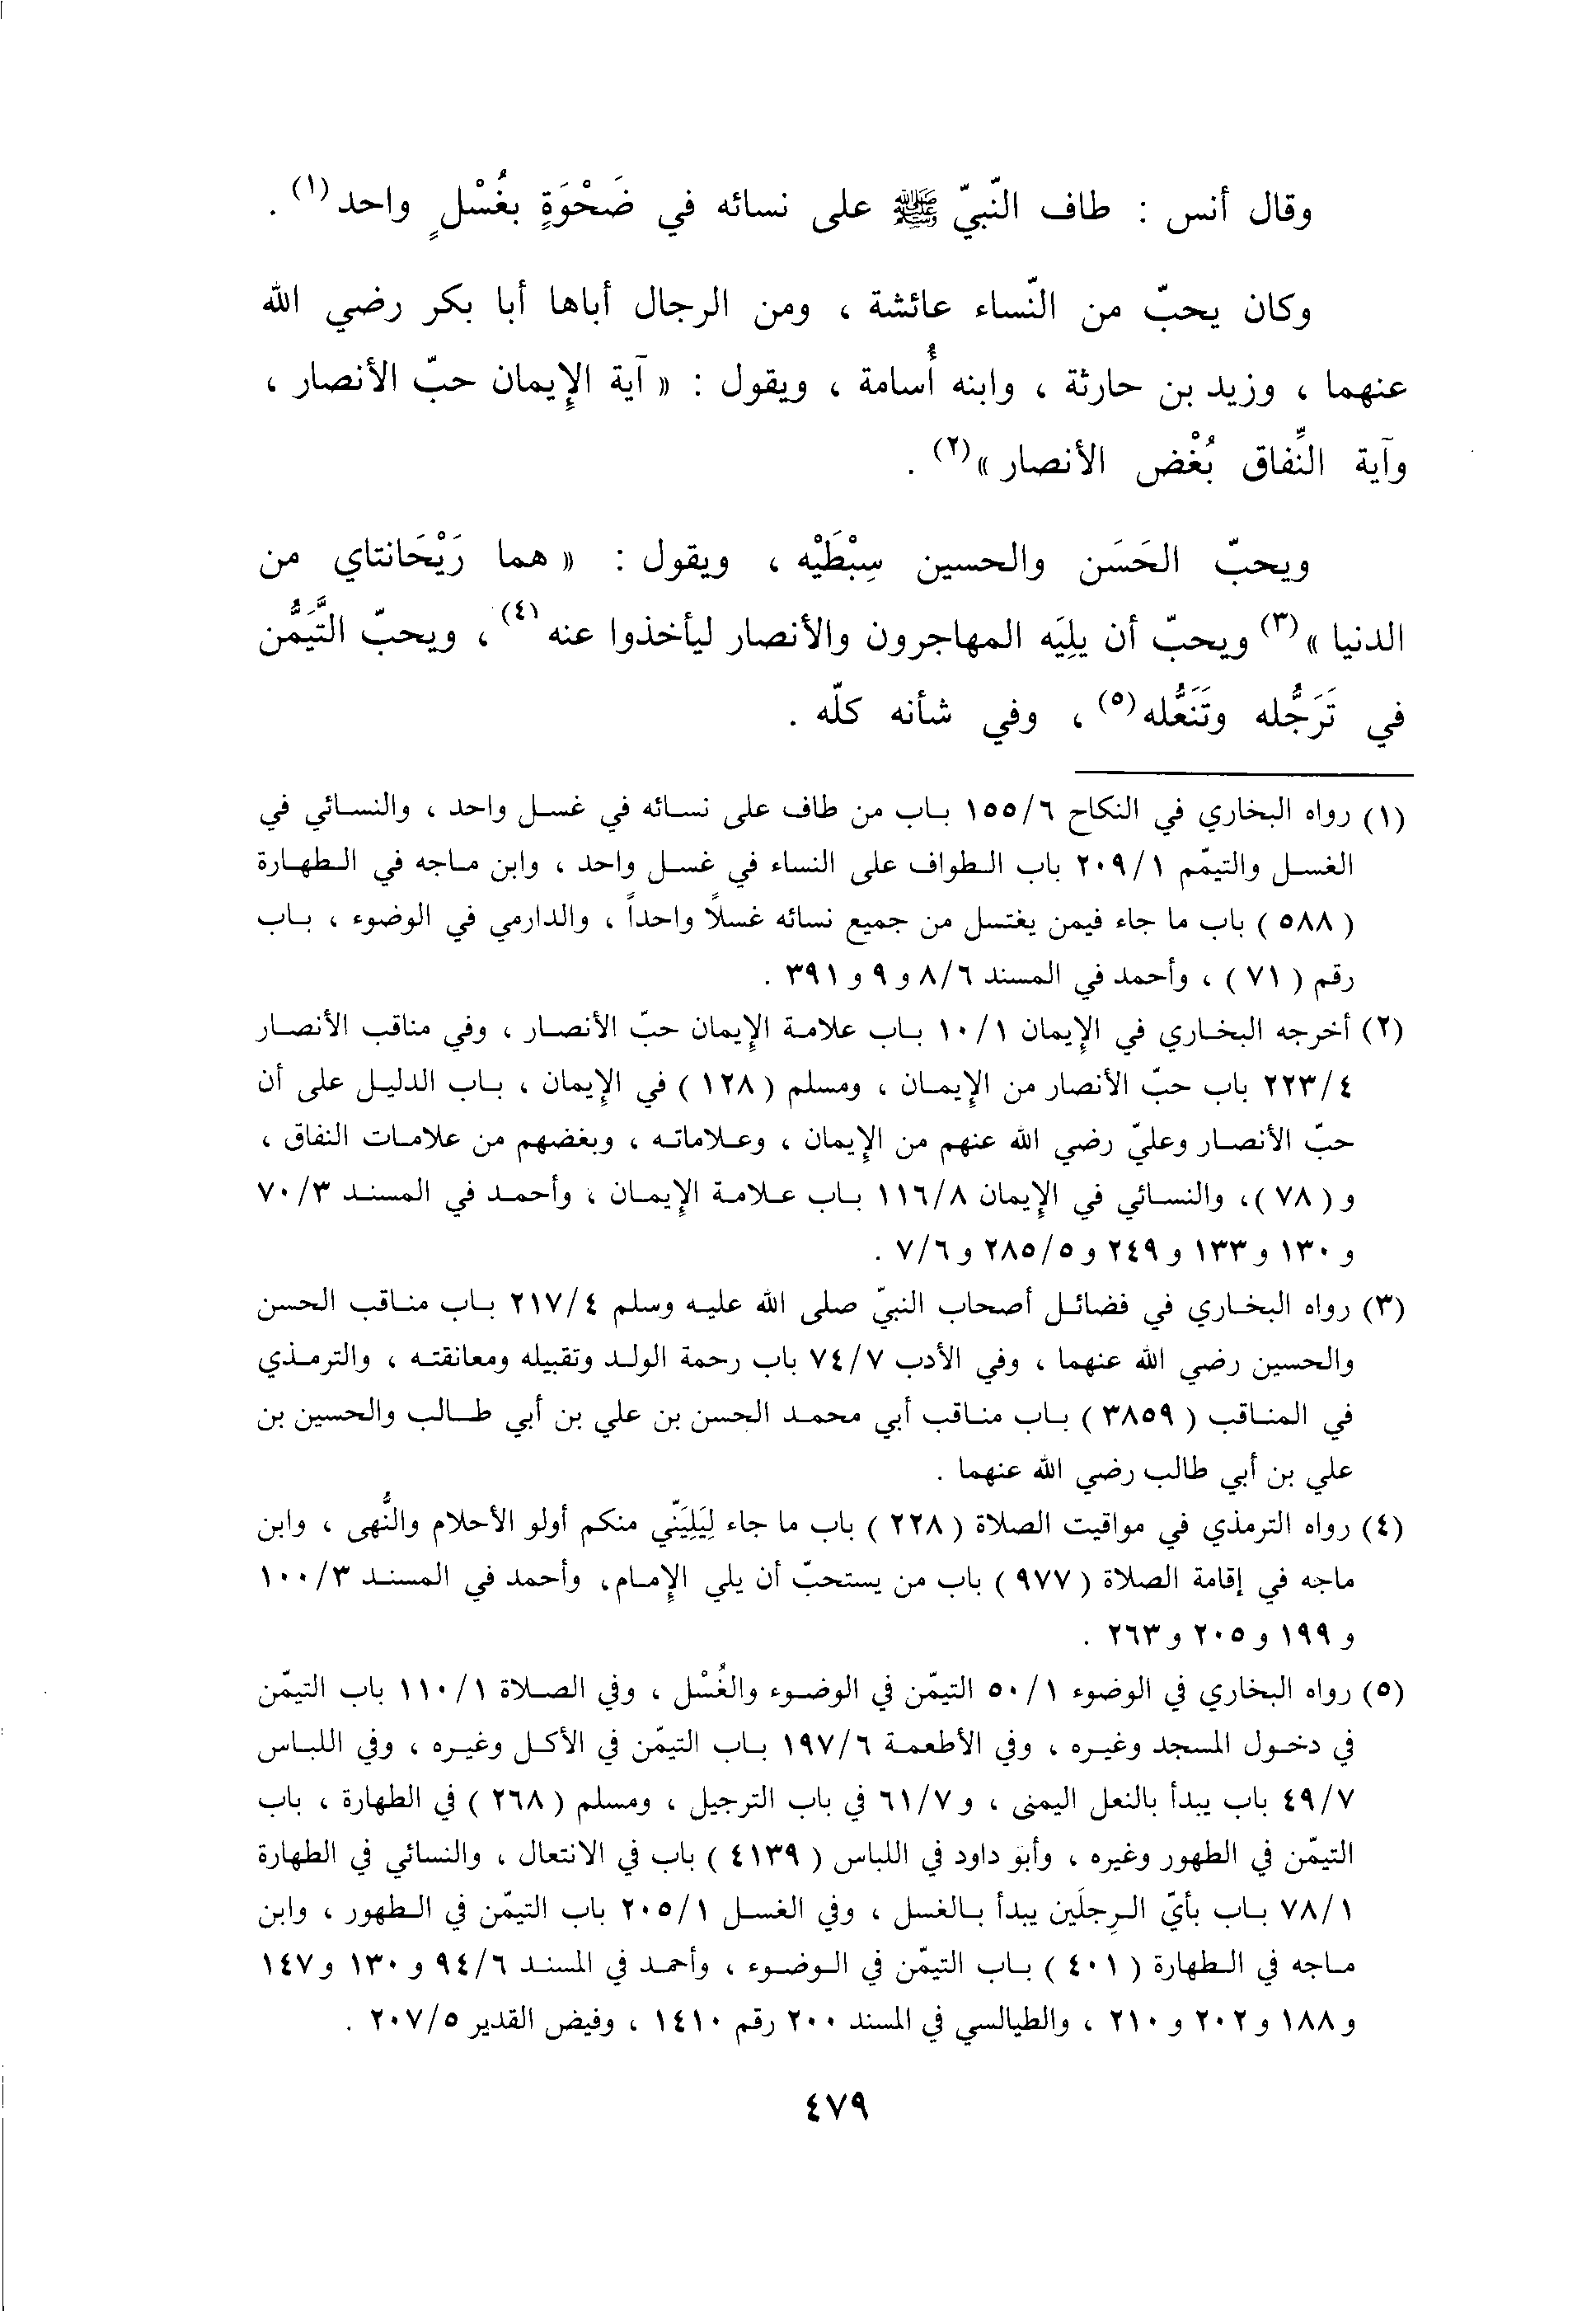 وقال أنس : طاف النّبيّ ﷺ على نسائه في ضَحْوَةٍ بغُسْلٍ واحد(١) .
وكان يحبّ من النّساء عائشة ، ومن الرجال أباها أبا بكر رضي الله
عنهما ، وزيد بن حارثة ، وابنه أُسامة ، ويقول : « آية الإِيمان حبّ الأنصار ،
وآية النِّفاق بُغْض الأنصار »(٢) .
ويحبّ الحَسَن والحسين سِبْطَيْه ، ويقول : « هما رَيْحَانتاي من
الدنيا »(٣) ويحبّ أن يلِيَه المهاجرون والأنصار ليأخذوا عنه(٤) ، ويحبّ التَّيَمُّن
في تَرَجُّله وتَنَعُّله(٥) ، وفي شأنه كلّه .
(١) رواه البخاري في النكاح ١٥٥/٦ باب من طاف على نسائه في غسل واحد ، والنسائي في
الغسل والتيمّم ٢٠٩/١ باب الطواف على النساء في غسل واحد ، وابن ماجه في الطهارة
( ٥٨٨ ) باب ما جاء فيمن يغتسل من جميع نسائه غسلاً واحداً ، والدارمي في الوضوء ، باب
رقم ( ٧١ ) ، وأحمد في المسند ٨/٦ و ٩ و ٣٩١ .
(٢) أخرجه البخاري في الإِيمان ١٠/١ باب علامة الإِيمان حبّ الأنصار ، وفي مناقب الأنصار
٢٢٣/٤ باب حبّ الأنصار من الإِيمان ، ومسلم ( ١٢٨ ) في الإِيمان ، باب الدليل على أن
حبّ الأنصار وعليّ رضي الله عنهم من الإِيمان ، وعلاماته ، وبغضهم من علامات النفاق ،
و ( ٧٨ )، والنسائي في الإِيمان ١١٦/٨ باب علامة الإِيمان ، وأحمد في المسند ٧٠/٣
و ١٣٠ و ١٣٣ و ٢٤٩ و ٢٨٥/٥ و ٧/٦ .
(٣) رواه البخاري في فضائل أصحاب النبيّ صلى الله عليه وسلم ٢١٧/٤ باب مناقب الحسن
والحسين رضي الله عنهما ، وفي الأدب ٧٤/٧ باب رحمة الولد وتقبيله ومعانقته ، والترمذي
في المناقب ( ٣٨٥٩ ) باب مناقب أبي محمد الحسن بن علي بن أبي طالب والحسين بن
علي بن أبي طالب رضي الله عنهما .
(٤) رواه الترمذي في مواقيت الصلاة ( ٢٢٨ ) باب ما جاء لِيَلِيَنّي منكم أولو الأحلام والنُّهى ، وابن
ماجه في إقامة الصلاة ( ٩٧٧ ) باب من يستحبّ أن يلي الإِمام، وأحمد في المسند ١٠٠/٣
و ١٩٩ و ٢٠٥ و ٢٦٣ .
(٥) رواه البخاري في الوضوء ٥٠/١ التيمّن في الوضوء والغُسْل ، وفي الصلاة ١١٠/١ باب التيمّن
في دخول المسجد وغيره ، وفي الأطعمة ١٩٧/٦ باب التيمّن في الأكل وغيره ، وفي اللباس
٤٩/٧ باب يبدأ بالنعل اليمنى ، و ٦١/٧ في باب الترجيل ، ومسلم ( ٢٦٨ ) في الطهارة ، باب
التيمّن في الطهور وغيره ، وأبو داود في اللباس ( ٤١٣٩ ) باب في الانتعال ، والنسائي في الطهارة
٧٨/١ باب بأيّ الرِجلَين يبدأ بالغسل ، وفي الغسل ٢٠٥/١ باب التيمّن في الطهور ، وابن
ماجه في الطهارة ( ٤٠١ ) باب التيمّن في الوضوء ، وأحمد في المسند ٩٤/٦ و ١٣٠ و ١٤٧
و ١٨٨ و ٢٠٢ و ٢١٠ ، والطيالسي في المسند ٢٠٠ رقم ١٤١٠ ، وفيض القدير ٢٠٧/٥ .
٤٧٩